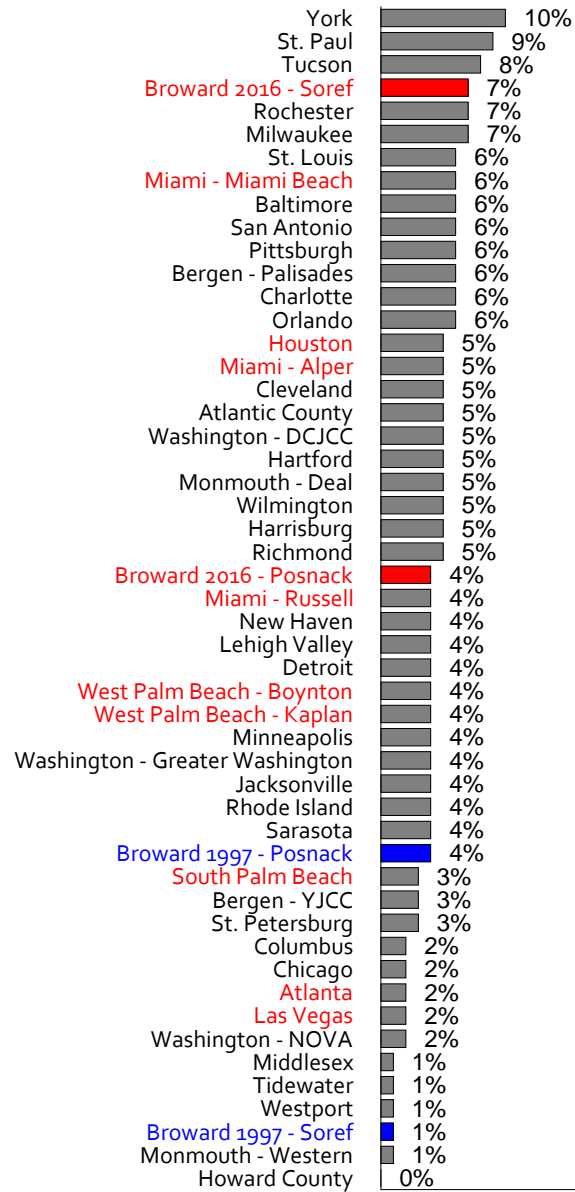 York 10%
St. Paul 9%
Tucson 8%
Broward 2016 - Soref 7%
Rochester 7%
Milwaukee 7%
St. Louis 6%
Miami - Miami Beach 6%
Baltimore 6%
San Antonio 6%
Pittsburgh 6%
Bergen - Palisades 6%
Charlotte 6%
Orlando 6%
Houston 5%
Miami - Alper 5%
Cleveland 5%
Atlantic County 5%
Washington - DCJCC 5%
Hartford 5%
Monmouth - Deal 5%
Wilmington 5%
Harrisburg 5%
Richmond 5%
Broward 2016 - Posnack 4%
Miami - Russell 4%
New Haven 4%
Lehigh Valley 4%
Detroit 4%
West Palm Beach - Boynton 4%
West Palm Beach - Kaplan 4%
Minneapolis 4%
Washington - Greater Washington 4%
Jacksonville 4%
Rhode Island 4%
Sarasota 4%
Broward 1997 - Posnack 4%
South Palm Beach 3%
Bergen - YJCC 3%
St. Petersburg 3%
Columbus 2%
Chicago 2%
Atlanta 2%
Las Vegas 2%
Washington - NOVA 2%
Middlesex 1%
Tidewater 1%
Westport 1%
Broward 1997 - Soref 1%
Monmouth - Western 1%
Howard County 0%